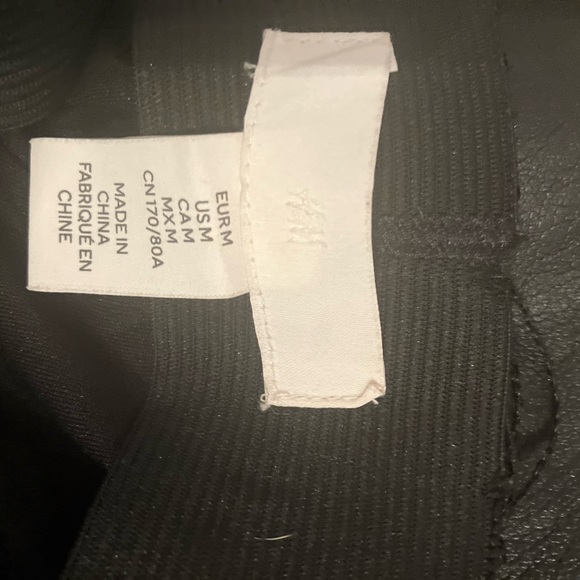 H&M
EUR M
US M
CA M
MX M
CN 170/80A
MADE IN
CHINA
FABRIQUÉ EN
CHINE